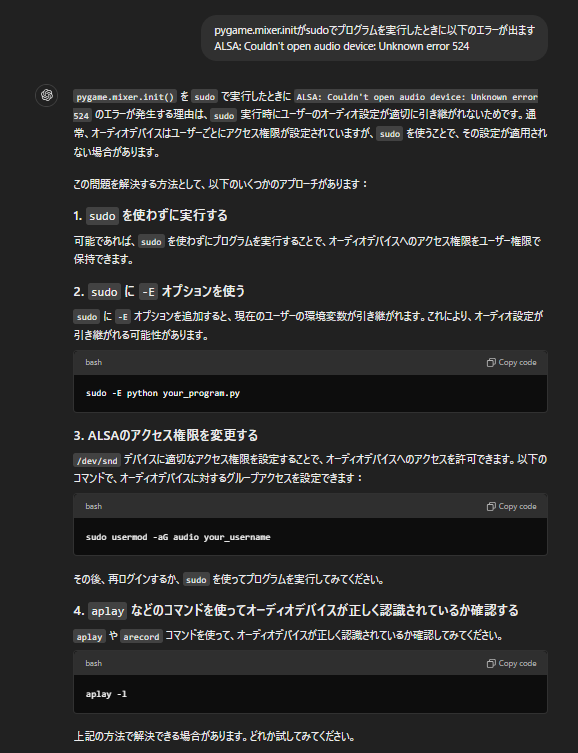 pygame.mixer.initがsudoでプログラムを実行したときに以下のエラーが出ます
ALSA: Couldn't open audio device: Unknown error 524
pygame.mixer.init() を sudo で実行したときに ALSA: Couldn't open audio device: Unknown error
524 のエラーが発生する理由は、sudo 実行時にユーザーのオーディオ設定が適切に引き継がれないためです。通
常、オーディオデバイスはユーザーごとにアクセス権限が設定されていますが、sudo を使うことで、その設定が適用され
ない場合があります。
この問題を解決する方法として、以下のいくつかのアプローチがあります：
1. sudo を使わずに実行する
可能であれば、sudo を使わずにプログラムを実行することで、オーディオデバイスへのアクセス権限をユーザー権限で
保持できます。
2. sudo に -E オプションを使う
sudo に -E オプションを追加すると、現在のユーザーの環境変数が引き継がれます。これにより、オーディオ設定が
引き継がれる可能性があります。
bash
Copy code
sudo -E python your_program.py
3. ALSAのアクセス権限を変更する
/dev/snd デバイスに適切なアクセス権限を設定することで、オーディオデバイスへのアクセスを許可できます。以下の
コマンドで、オーディオデバイスに対するグループアクセスを設定できます：
bash
Copy code
sudo usermod -aG audio your_username
その後、再ログインするか、sudo を使ってプログラムを実行してみてください。
4. aplay などのコマンドを使ってオーディオデバイスが正しく認識されているか確認する
aplay や arecord コマンドを使って、オーディオデバイスが正しく認識されているか確認してみてください。
bash
Copy code
aplay -l
上記の方法で解決できる場合があります。どれか試してみてください。